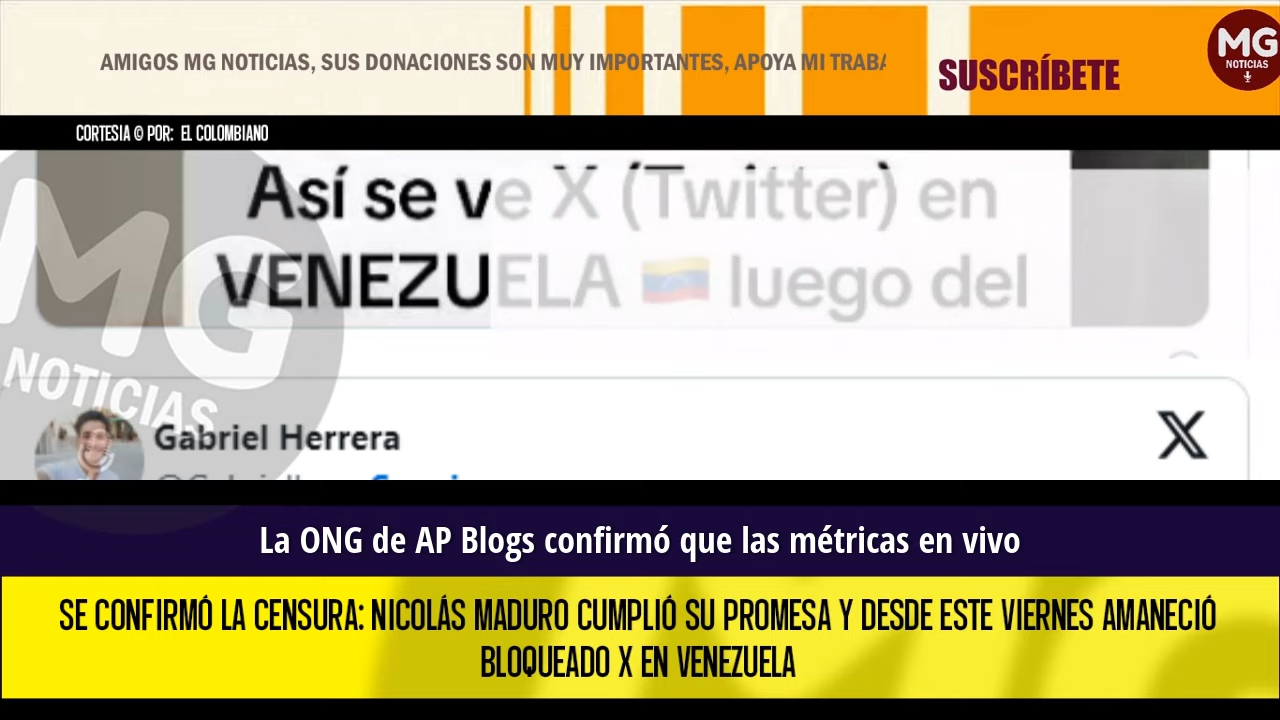 AMIGOS MG NOTICIAS, SUS DONACIONES SON MUY IMPORTANTES, APOYA MI
SUSCRÍBETE
MG
NOTICIAS
CORTESIA © POR: EL COLOMBIANO
Así se ve X (Twitter) en
VENEZUELA 🇻🇪 luego del
MG
NOTICIAS
Gabriel Herrera
La ONG de AP Blogs confirmó que las métricas en vivo
SE CONFIRMÓ LA CENSURA: NICOLÁS MADURO CUMPLIÓ SU PROMESA Y DESDE ESTE VIERNES AMANECIÓ
BLOQUEADO X EN VENEZUELA